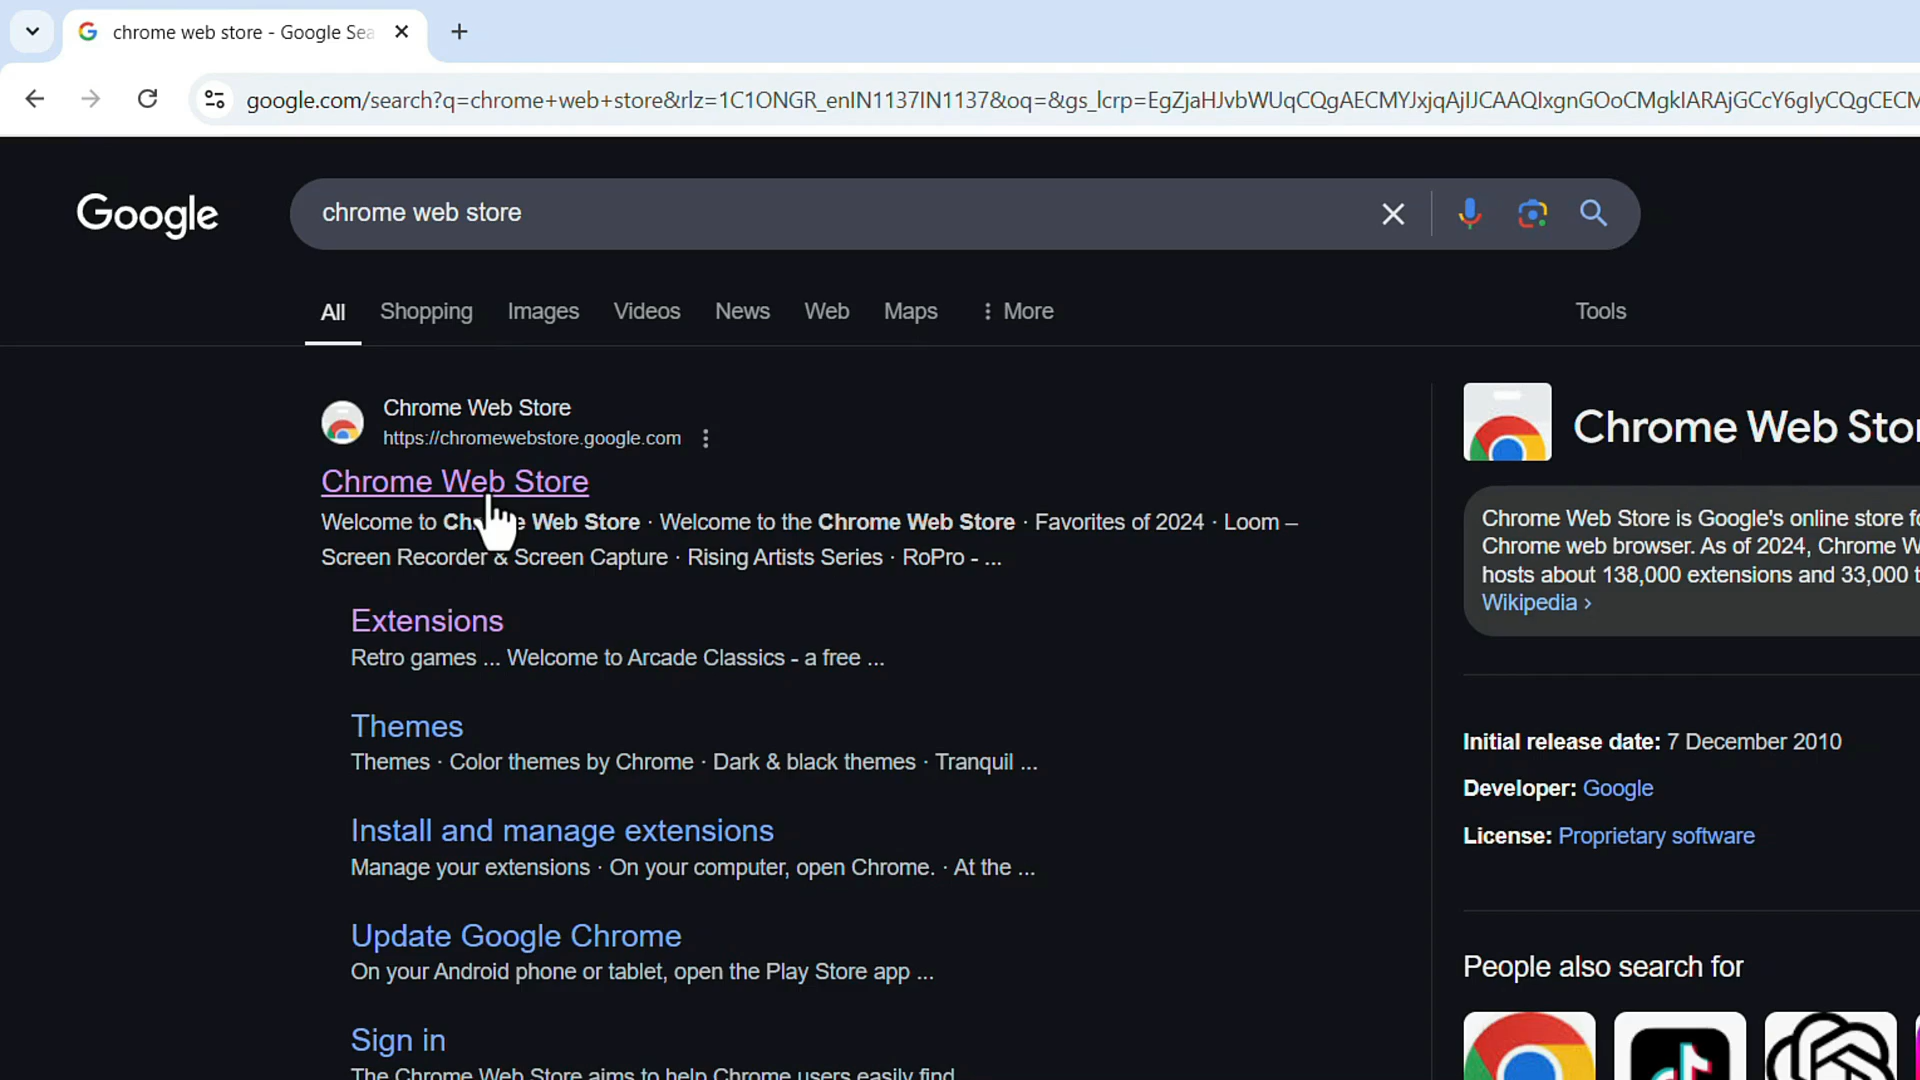 chrome web store - Google Sea
google.com/search?q=chrome+web+store&rlz=1C1ONGR_enIN1137IN1137&oq=&gs_lcrp=EgZjaHJvbWUqCQgAECMYJxjqAjIJCAAQIxgnGOoCMgkIARAjGCcY6gIyCQgCECM
Google
chrome web store
All Shopping Images Videos News Web Maps More Tools
Chrome Web Store
https://chromewebstore.google.com
Chrome Web Store
Welcome to Web Store · Welcome to the Chrome Web Store · Favorites of 2024 · Loom –
Screen Recorder & Screen Capture · Rising Artists Series · RoPro - ...
Extensions
Retro games ... Welcome to Arcade Classics - a free ...
Themes
Themes · Color themes by Chrome · Dark & black themes · Tranquil ...
Install and manage extensions
Manage your extensions · On your computer, open Chrome. · At the ...
Update Google Chrome
On your Android phone or tablet, open the Play Store app ...
Sign in
The Chrome Web Store aims to help Chrome users easily find
Chrome Web Stor
Chrome Web Store is Google's online store fo
Chrome web browser. As of 2024, Chrome W
hosts about 138,000 extensions and 33,000 t
Wikipedia ›
Initial release date: 7 December 2010
Developer: Google
License: Proprietary software
People also search for